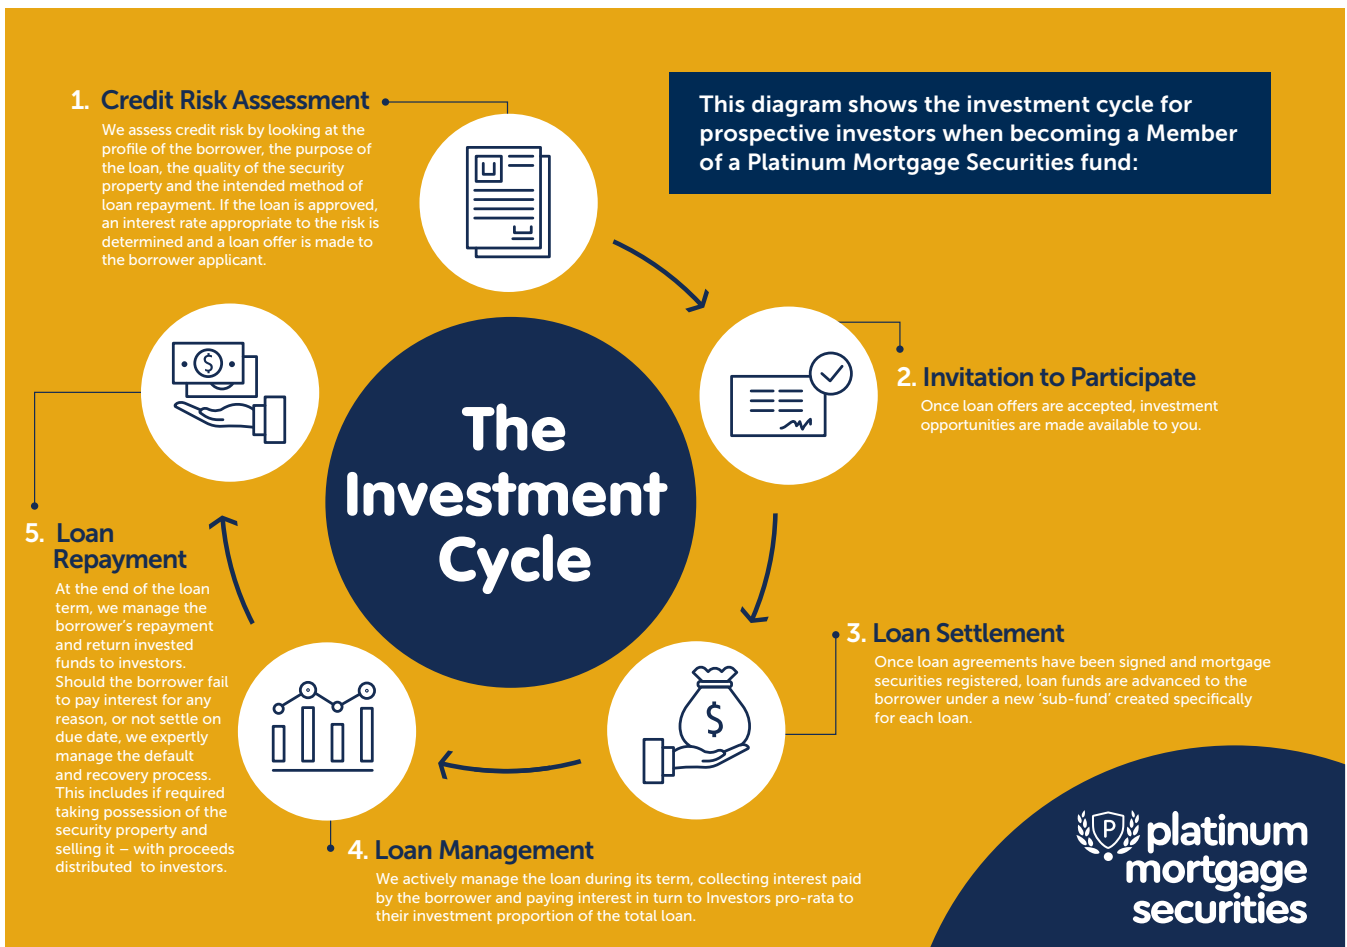 1. Credit Risk Assessment
We assess credit risk by looking at the
profile of the borrower, the purpose of
the loan, the quality of the security
property and the intended method of
loan repayment. If the loan is approved,
an interest rate appropriate to the risk is
determined and a loan offer is made to
the borrower applicant.
This diagram shows the investment cycle for
prospective investors when becoming a Member
of a Platinum Mortgage Securities fund:
2. Invitation to Participate
Once loan offers are accepted, investment
opportunities are made available to you.
The
Investment
Cycle
$
3. Loan Settlement
Once loan agreements have been signed and mortgage
securities registered, loan funds are advanced to the
borrower under a new ‘sub-fund’ created specifically
for each loan.
$
4. Loan Management
We actively manage the loan during its term, collecting interest paid
by the borrower and paying interest in turn to Investors pro-rata to
their investment proportion of the total loan.
5. Loan
Repayment
At the end of the loan
term, we manage the
borrower’s repayment
and return invested
funds to investors.
Should the borrower fail
to pay interest for any
reason, or not settle on
due date, we expertly
manage the default
and recovery process.
This includes if required
taking possession of the
security property and
selling it – with proceeds
distributed to investors.
P
platinum
mortgage
securities